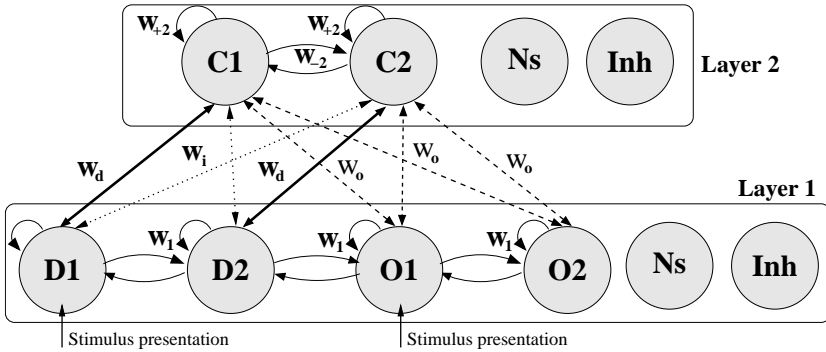 W+2 W+2
C1 W−2 C2 Ns Inh Layer 2
Wd Wi Wd Wo Wo Wo
Layer 1
W1 W1 W1
D1 D2 O1 O2 Ns Inh
Stimulus presentation Stimulus presentation